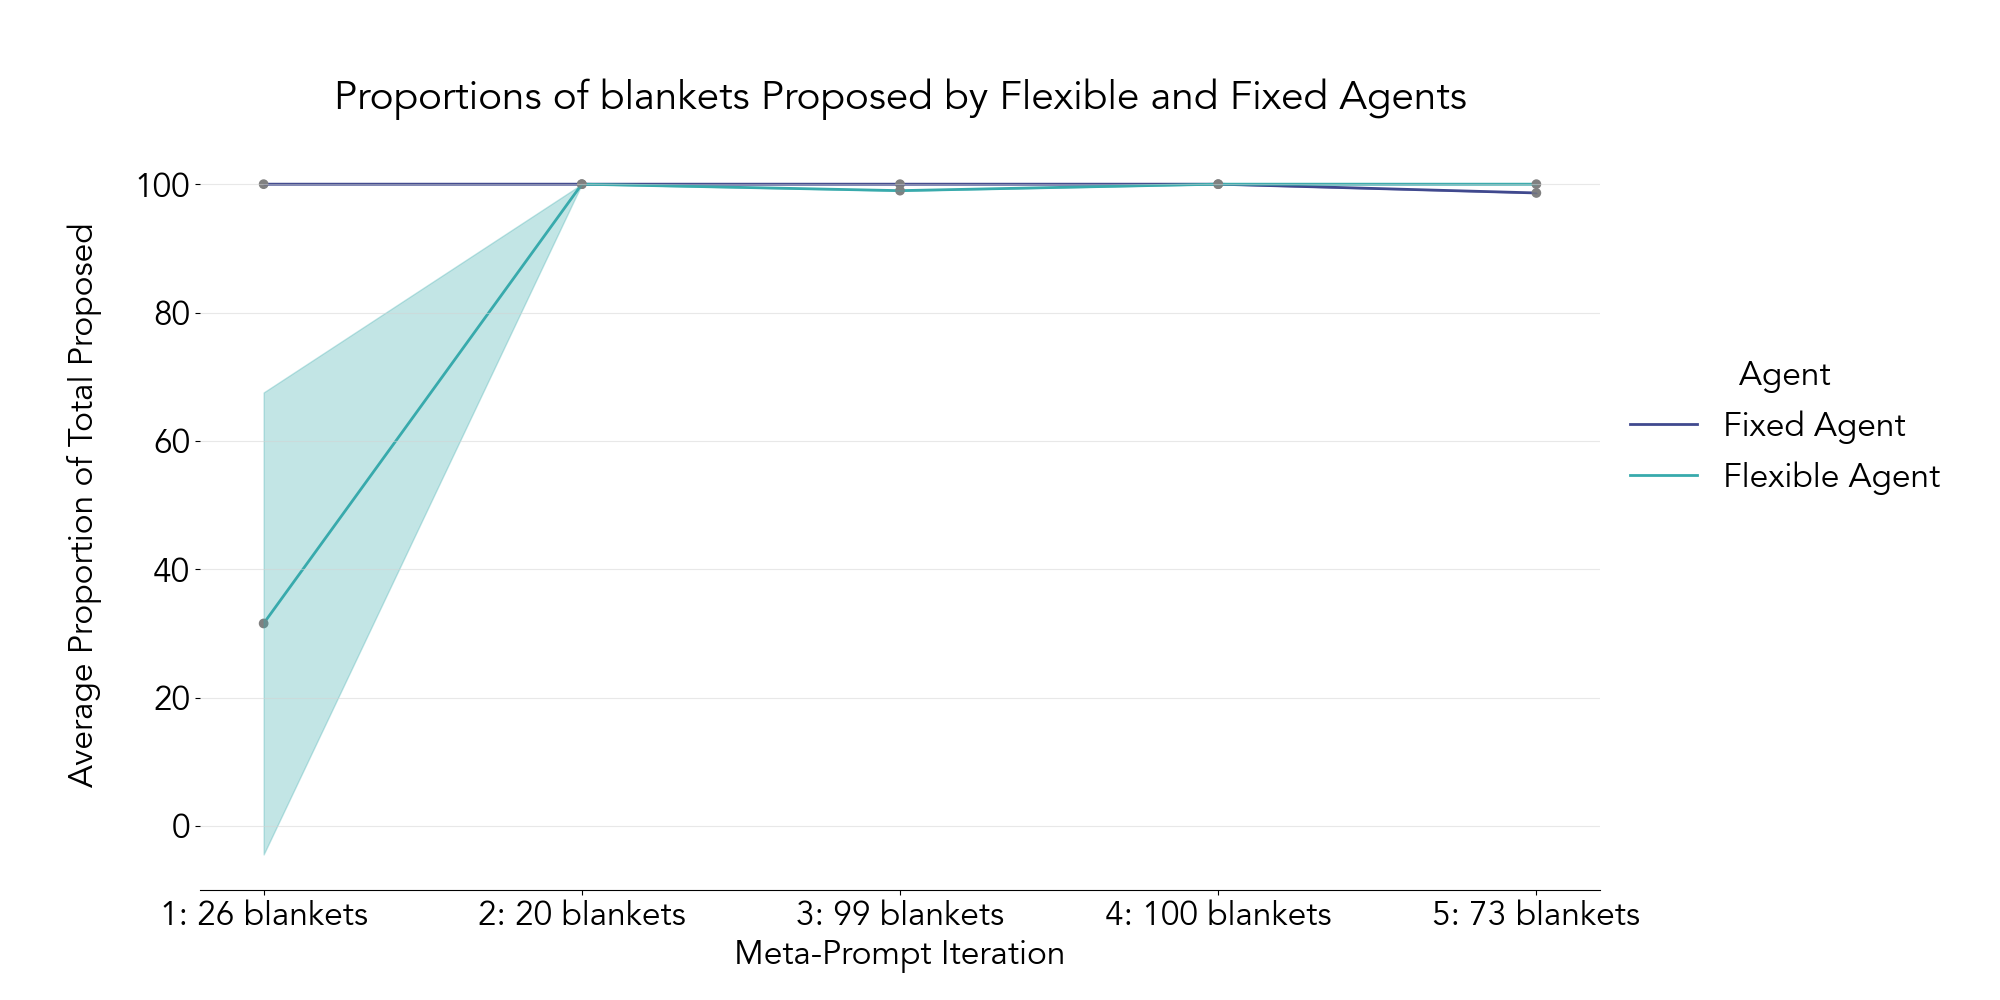 Proportions of blankets Proposed by Flexible and Fixed Agents
Average Proportion of Total Proposed
100
80
60
40
20
0
1: 26 blankets
2: 20 blankets
3: 99 blankets
4: 100 blankets
5: 73 blankets
Meta-Prompt Iteration
Agent
Fixed Agent
Flexible Agent